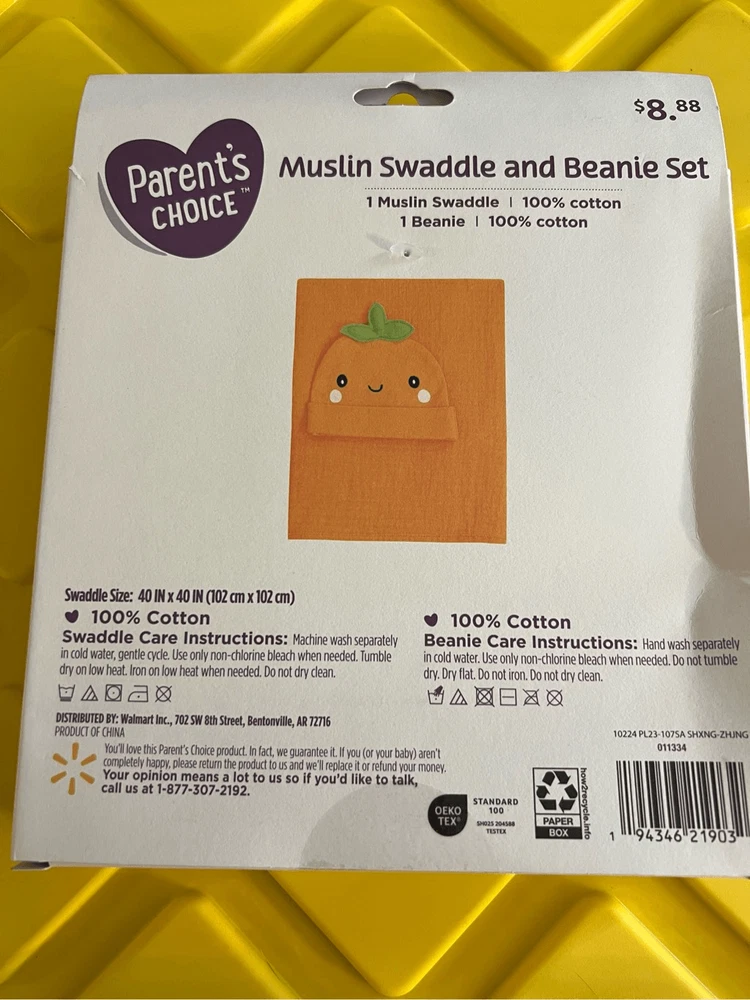 $8.88
Parent's
CHOICE™
Muslin Swaddle and Beanie Set
1 Muslin Swaddle | 100% cotton
1 Beanie | 100% cotton
Swaddle Size: 40 IN x 40 IN (102 cm x 102 cm)
100% Cotton
Swaddle Care Instructions: Machine wash separately
in cold water, gentle cycle. Use only non-chlorine bleach when needed. Tumble
dry on low heat. Iron on low heat when needed. Do not dry clean.
100% Cotton
Beanie Care Instructions: Hand wash separately
in cold water. Use only non-chlorine bleach when needed. Do not tumble
dry. Dry flat. Do not iron. Do not dry clean.
DISTRIBUTED BY: Walmart Inc., 702 SW 8th Street, Bentonville, AR 72716
PRODUCT OF CHINA
You'll love this Parent's Choice product. In fact, we guarantee it. If you (or your baby) aren't
completely happy, please return the product to us and we'll replace it or refund your money.
Your opinion means a lot to us so if you'd like to talk,
call us at 1-877-307-2192.
10224 PL23-1075A SHXNG-ZHJNG
011334
OEKO
TEX®
STANDARD
100
SH025 204588
TESTEX
PAPER
BOX
how2recycle.info
1 94346 21903